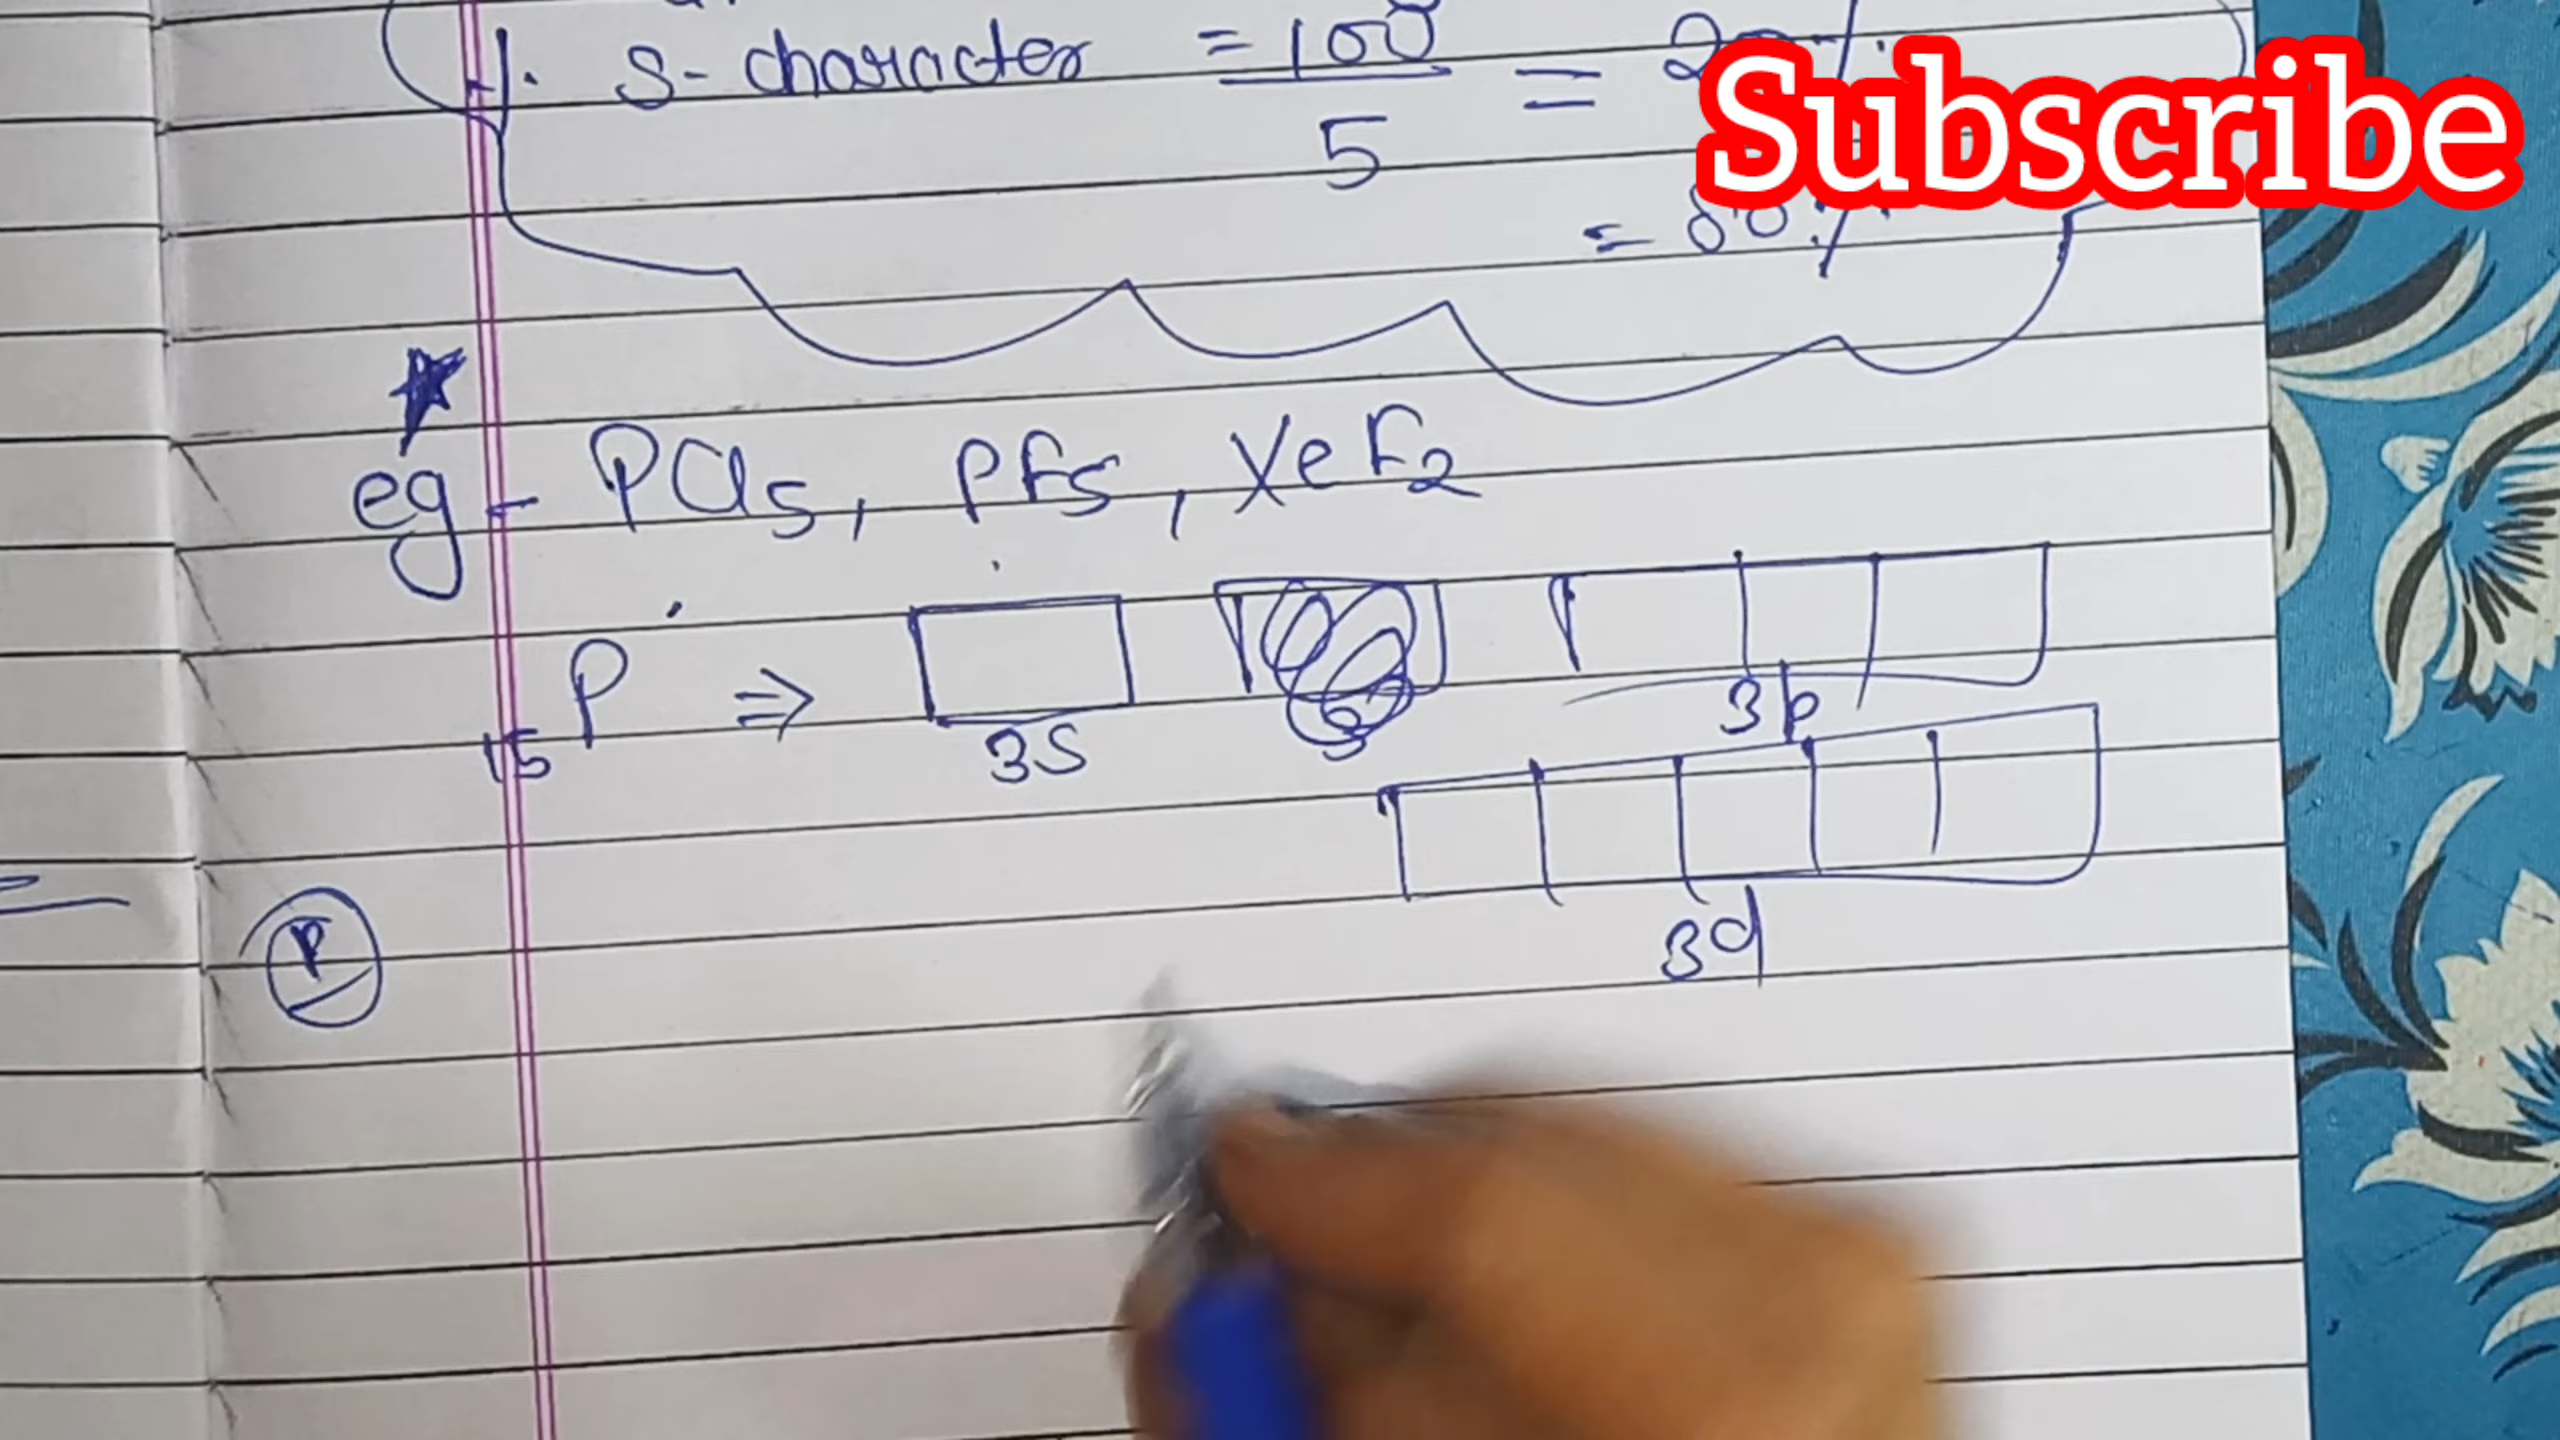 % s-character = 100/5 = 20%
Subscribe
= 80%
eg - PCl5, PF5, XeF2
15P ⇒
3s 3p
3d
P